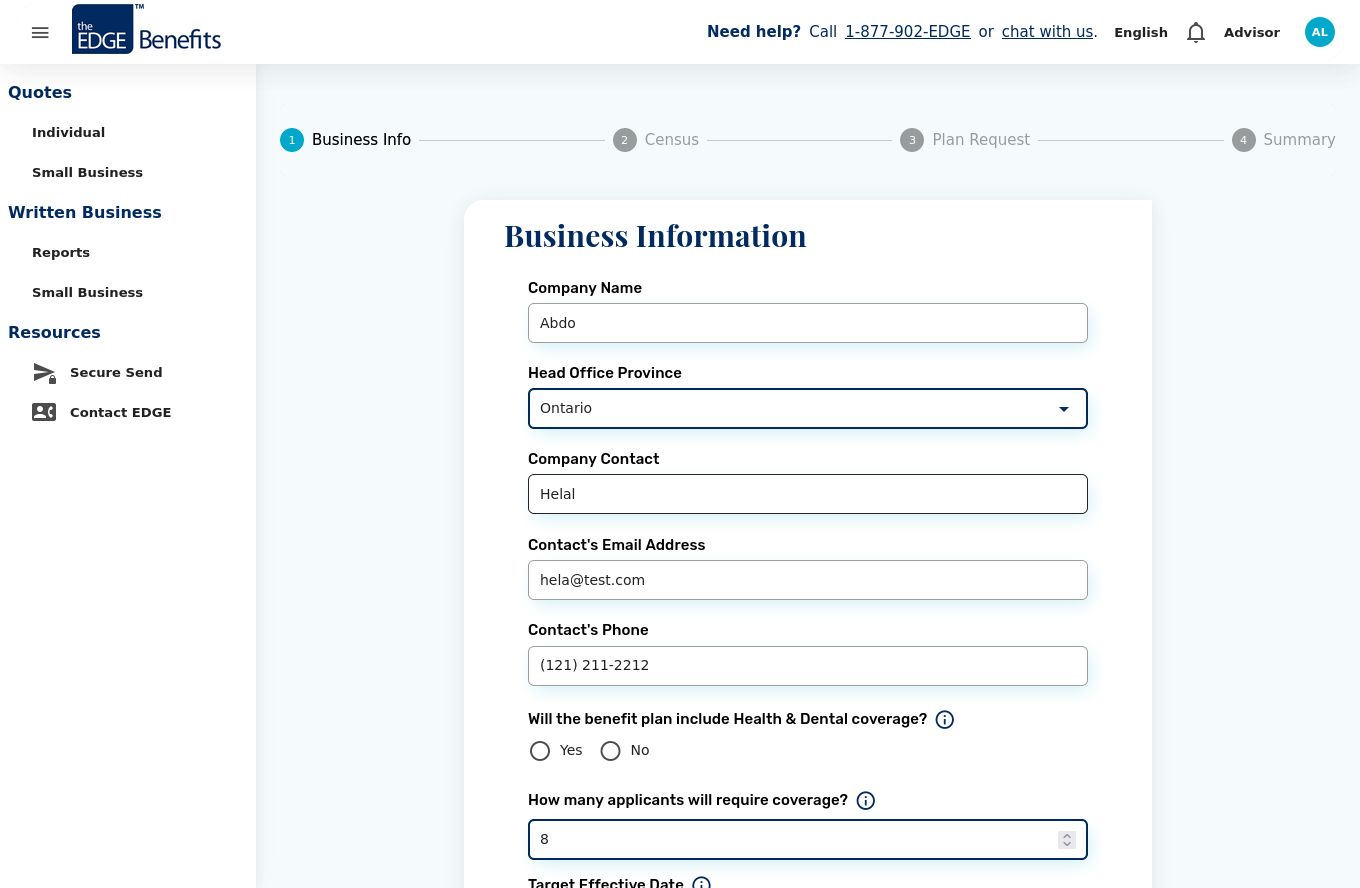 the EDGE Benefits TM
Need help? Call 1-877-902-EDGE or chat with us. English Advisor AL
Quotes
Individual
Small Business
Written Business
Reports
Small Business
Resources
Secure Send
Contact EDGE
1 Business Info 2 Census 3 Plan Request 4 Summary
Business Information
Company Name
Abdo
Head Office Province
Ontario
Company Contact
Helal
Contact's Email Address
hela@test.com
Contact's Phone
(121) 211-2212
Will the benefit plan include Health & Dental coverage?
Yes No
How many applicants will require coverage?
8
Target Effective Date